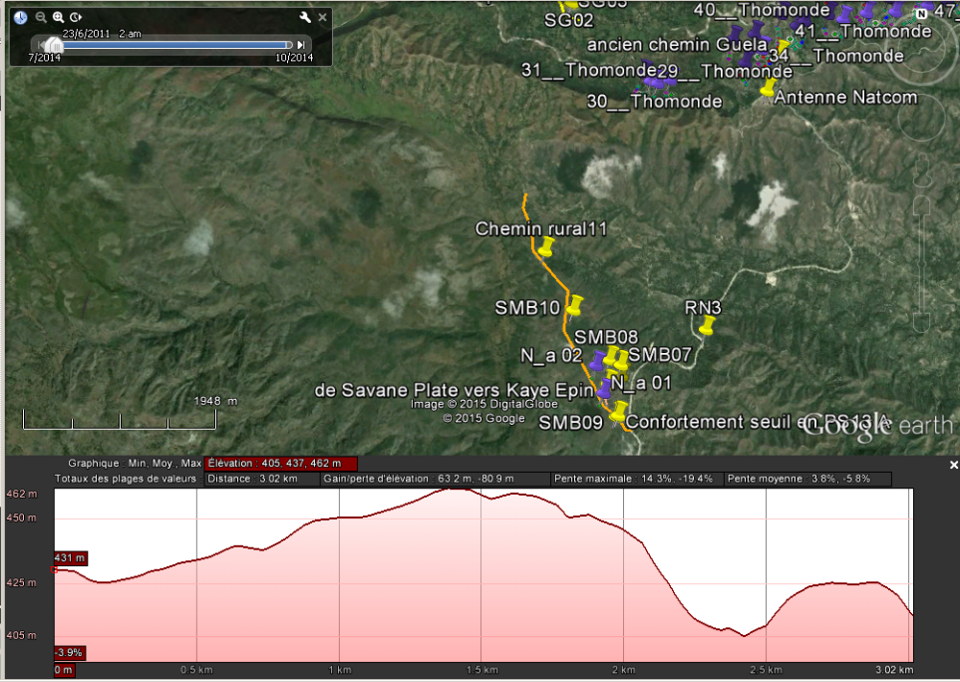 SG03
SG02
40__Thomonde
47
41__Thomonde
ancien chemin Guela
34__Thomonde
31__Thomonde
29__Thomonde
30__Thomonde
Antenne Natcom
23/6/2011 2 am
7/2014
10/2014
Chemin rural11
SMB10
RN3
SMB08
N_a 02
SMB07
N_a 01
de Savane Plate vers Kaye Epin
Image © 2015 DigitalGlobe
© 2015 Google
1948 m
SMB09
Confortement seuil en
Google earth
N
Graphique Min, Moy., Max Élévation : 405, 437, 462 m
Totaux des plages de valeurs Distance : 3.02 km Gain/perte d'élévation : 63.2 m, -80.9 m Pente maximale : 14.3%, -19.4% Pente moyenne : 3.8%, -5.8%
462 m
450 m
431 m
425 m
405 m
-3.9%
0 m
0.5 km
1 km
1.5 km
2 km
2.5 km
3.02 km